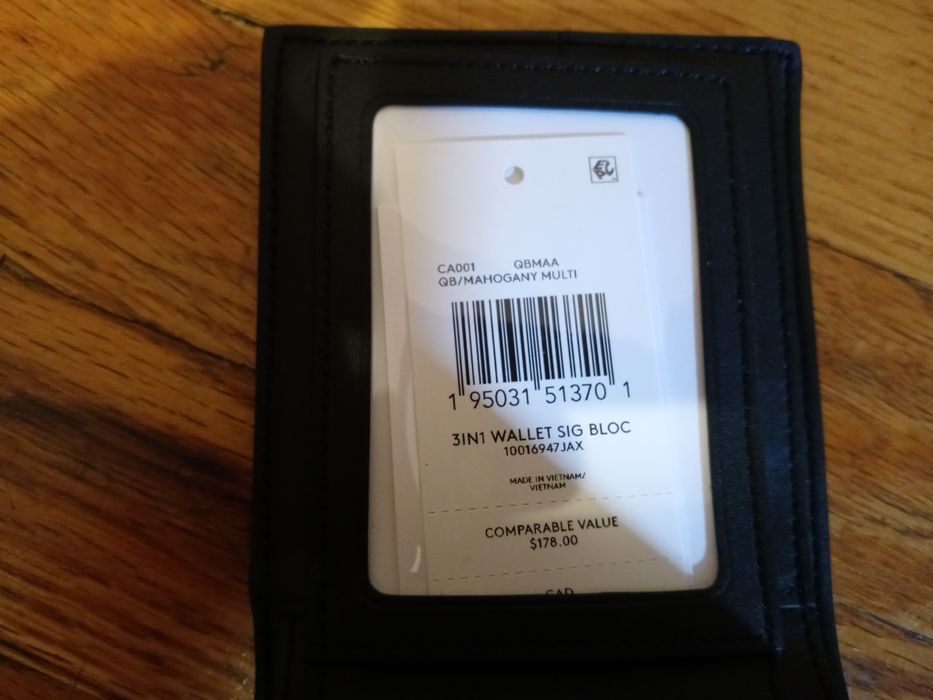 CA001 QBMAA
QB/MAHOGANY MULTI
1 95031 51370 1
3IN1 WALLET SIG BLOC
10016947JAX
MADE IN VIETNAM/
VIETNAM
COMPARABLE VALUE
$178.00
CAD